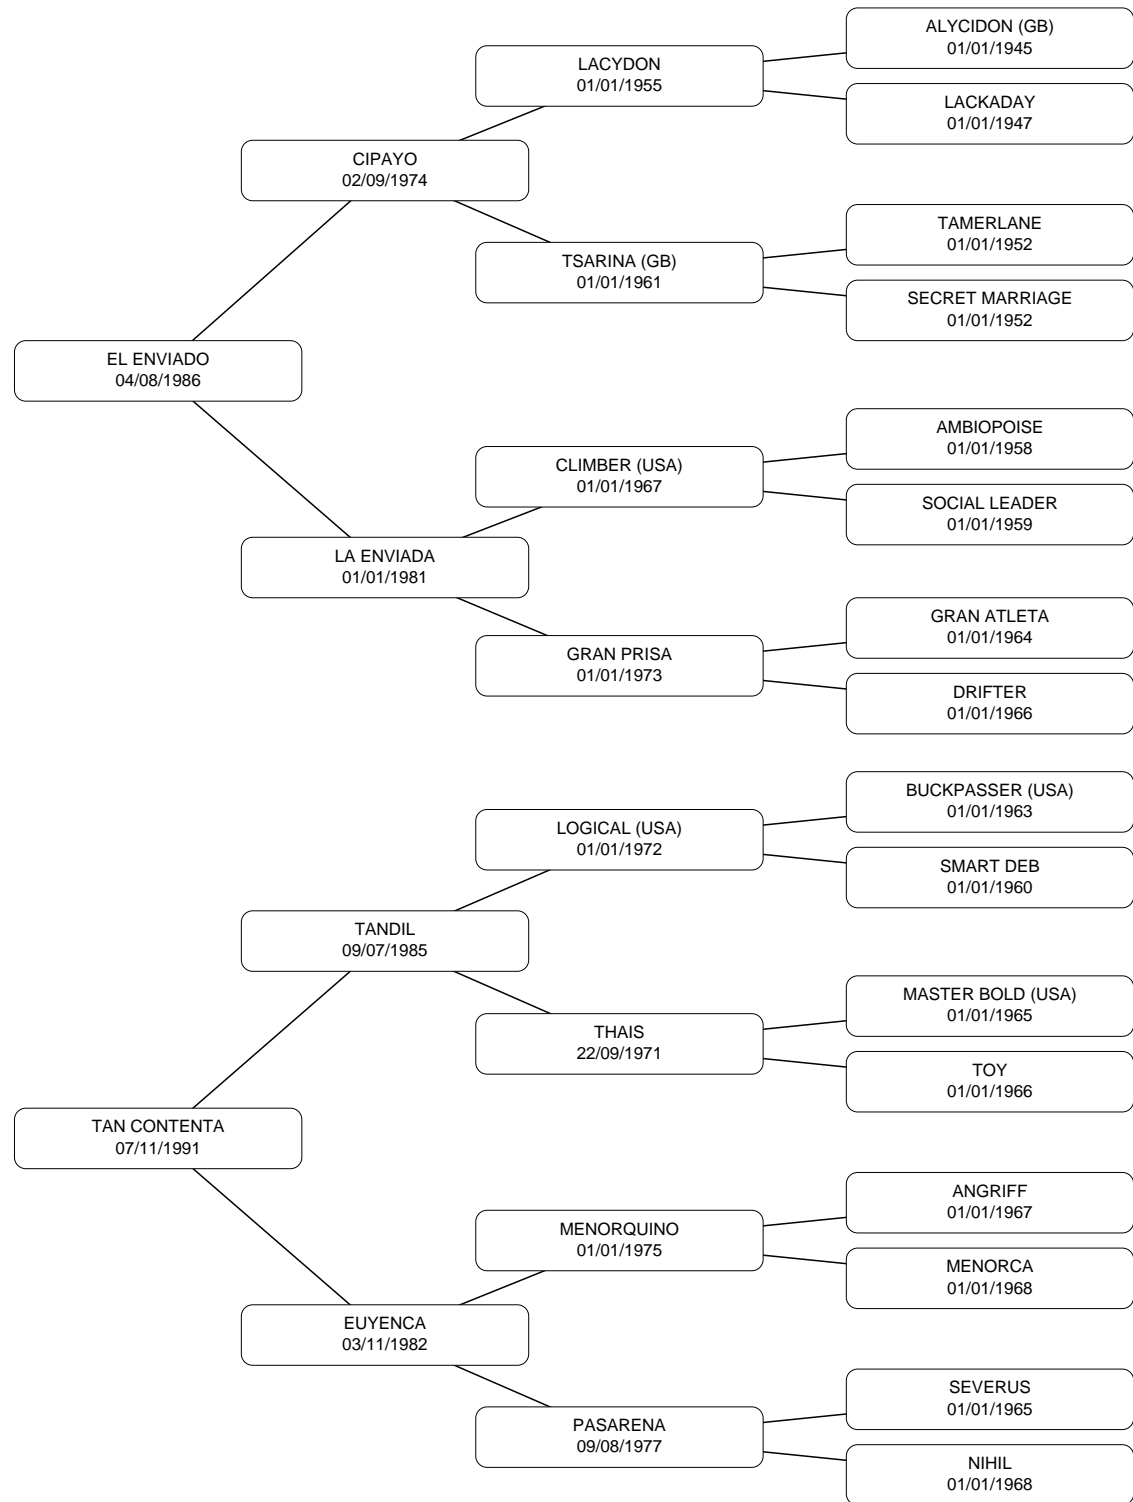 ALYCIDON (GB)
01/01/1945
LACYDON
01/01/1955
LACKADAY
01/01/1947
CIPAYO
02/09/1974
TAMERLANE
01/01/1952
TSARINA (GB)
01/01/1961
SECRET MARRIAGE
01/01/1952
EL ENVIADO
04/08/1986
AMBIOPOISE
01/01/1958
CLIMBER (USA)
01/01/1967
SOCIAL LEADER
01/01/1959
LA ENVIADA
01/01/1981
GRAN ATLETA
01/01/1964
GRAN PRISA
01/01/1973
DRIFTER
01/01/1966
BUCKPASSER (USA)
01/01/1963
LOGICAL (USA)
01/01/1972
SMART DEB
01/01/1960
TANDIL
09/07/1985
MASTER BOLD (USA)
01/01/1965
THAIS
22/09/1971
TOY
01/01/1966
TAN CONTENTA
07/11/1991
ANGRIFF
01/01/1967
MENORQUINO
01/01/1975
MENORCA
01/01/1968
EUYENCA
03/11/1982
SEVERUS
01/01/1965
PASARENA
09/08/1977
NIHIL
01/01/1968